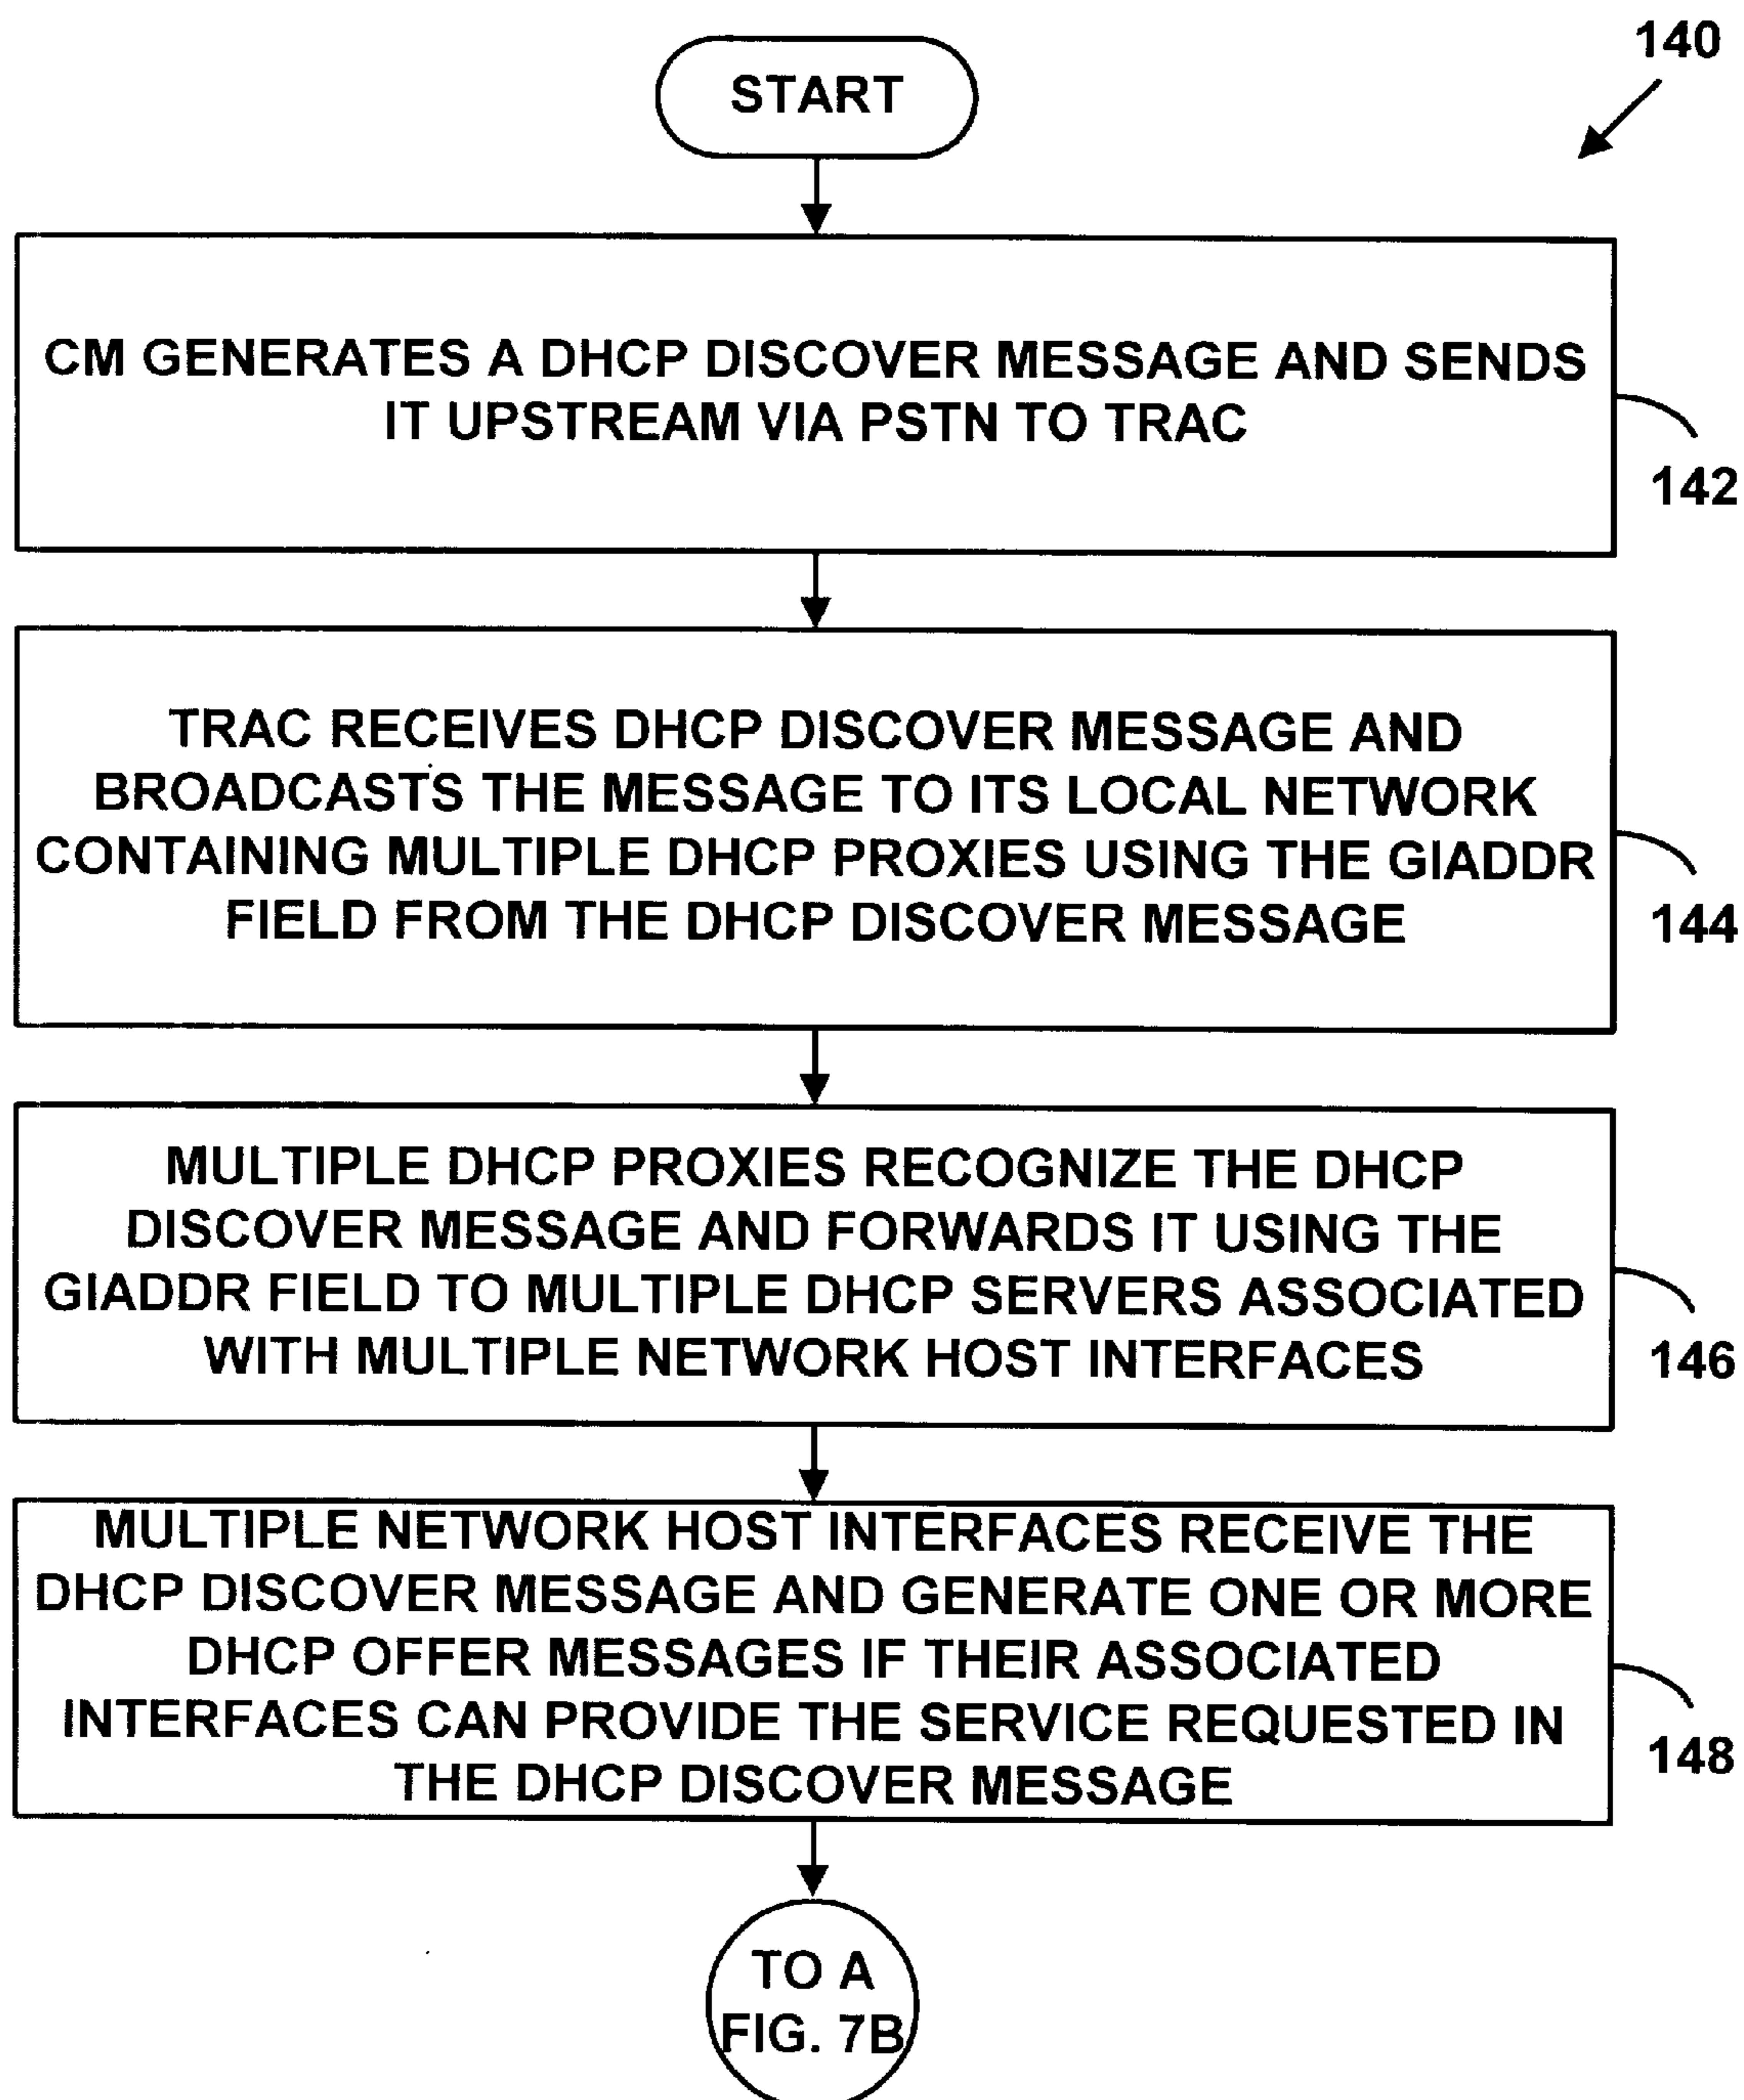 140
START
CM GENERATES A DHCP DISCOVER MESSAGE AND SENDS
IT UPSTREAM VIA PSTN TO TRAC
142
TRAC RECEIVES DHCP DISCOVER MESSAGE AND
BROADCASTS THE MESSAGE TO ITS LOCAL NETWORK
CONTAINING MULTIPLE DHCP PROXIES USING THE GIADDR
FIELD FROM THE DHCP DISCOVER MESSAGE
144
MULTIPLE DHCP PROXIES RECOGNIZE THE DHCP
DISCOVER MESSAGE AND FORWARDS IT USING THE
GIADDR FIELD TO MULTIPLE DHCP SERVERS ASSOCIATED
WITH MULTIPLE NETWORK HOST INTERFACES
146
MULTIPLE NETWORK HOST INTERFACES RECEIVE THE
DHCP DISCOVER MESSAGE AND GENERATE ONE OR MORE
DHCP OFFER MESSAGES IF THEIR ASSOCIATED
INTERFACES CAN PROVIDE THE SERVICE REQUESTED IN
THE DHCP DISCOVER MESSAGE
148
TO A
FIG. 7B